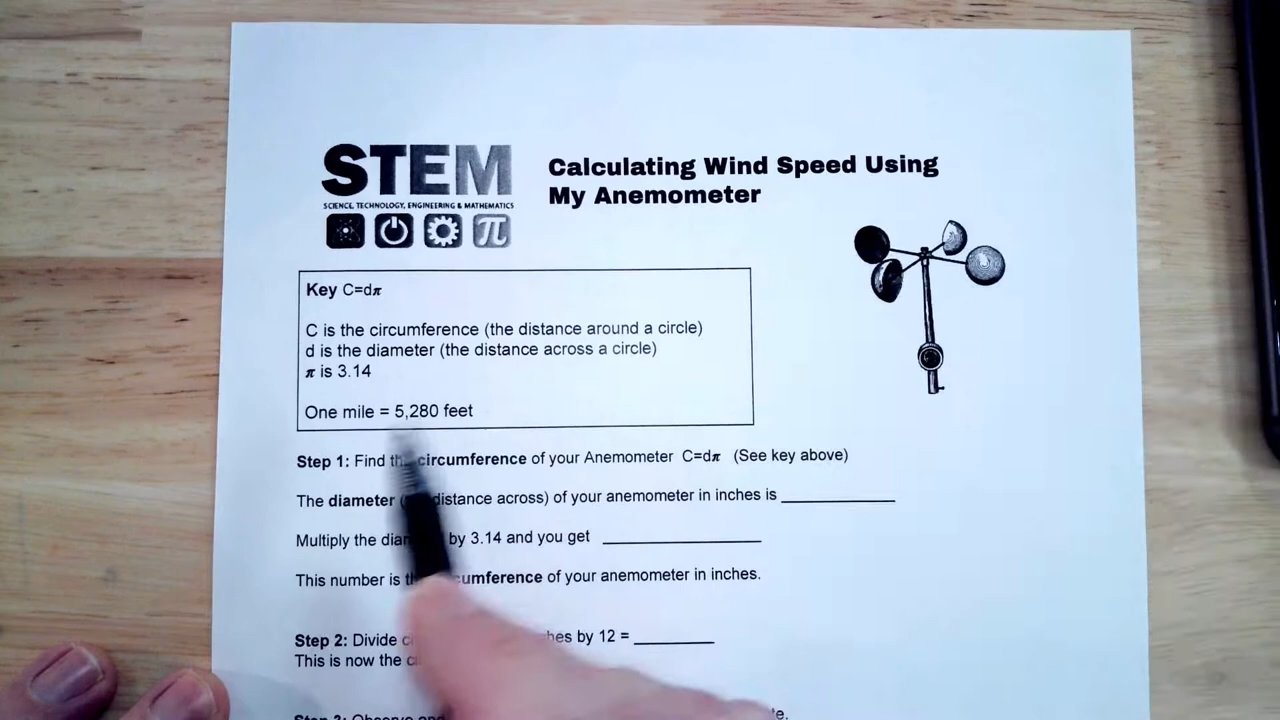 STEM
SCIENCE, TECHNOLOGY, ENGINEERING & MATHEMATICS
π
Calculating Wind Speed Using
My Anemometer
Key C=dπ
C is the circumference (the distance around a circle)
d is the diameter (the distance across a circle)
π is 3.14
One mile = 5,280 feet
Step 1: Find circumference of your Anemometer C=dπ (See key above)
The diameter distance across) of your anemometer in inches is
Multiply the by 3.14 and you get
This number is of your anemometer in inches.
Step 2: Divide by 12 =
This is now the